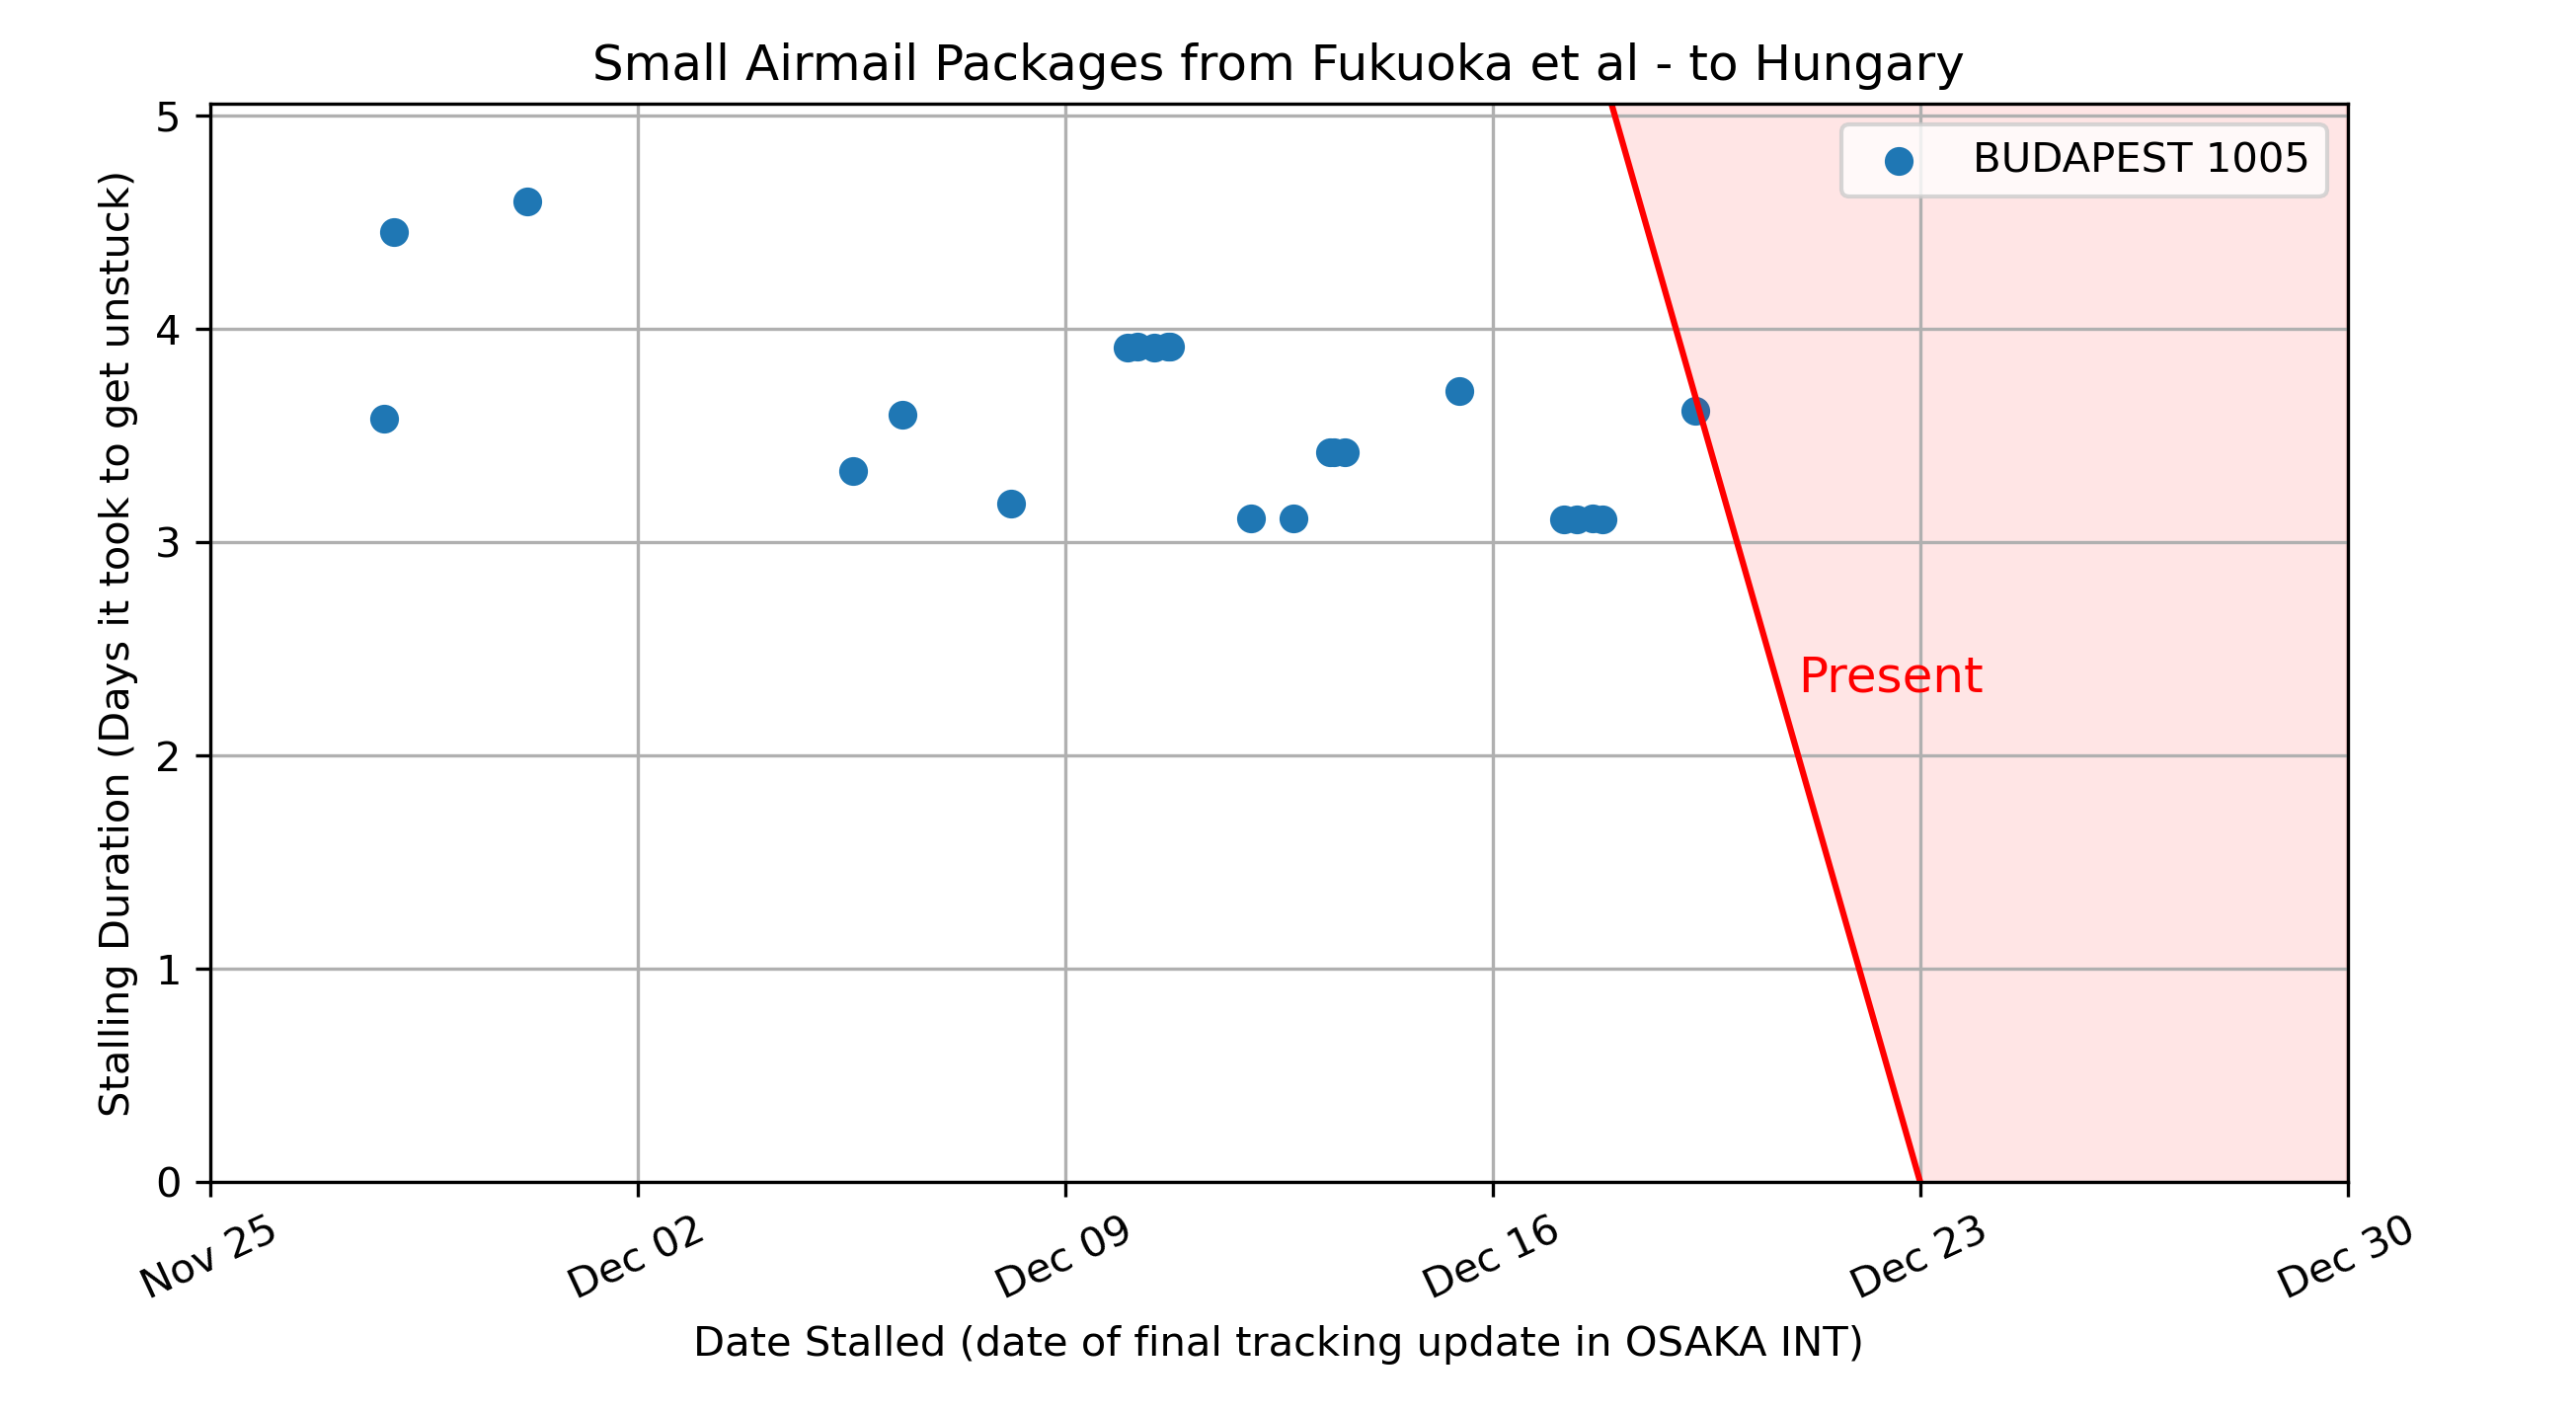 Small Airmail Packages from Fukuoka et al - to Hungary
Stalling Duration (Days it took to get unstuck)
5
4
3
2
1
0
BUDAPEST 1005
Present
Nov 25
Dec 02
Dec 09
Dec 16
Dec 23
Dec 30
Date Stalled (date of final tracking update in OSAKA INT)